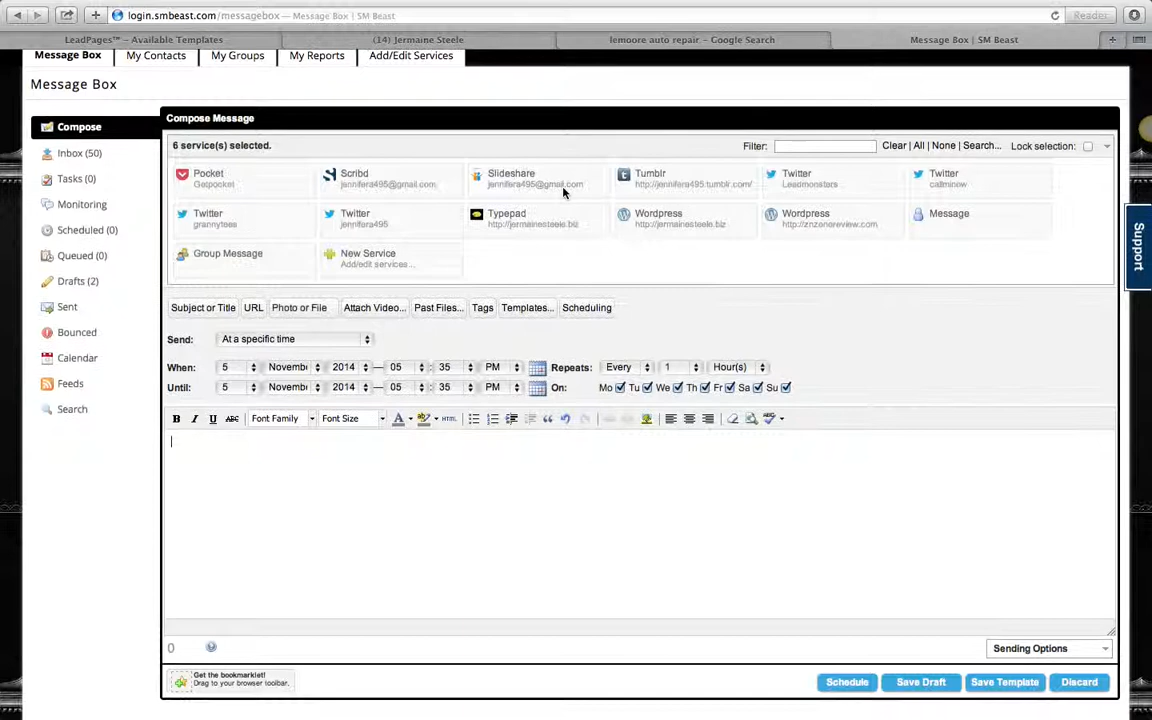 login.smbeast.com/messagebox — Message Box | SM Beast
Reader
LeadPages™ – Available Templates
(14) Jermaine Steele
lemoore auto repair - Google Search
Message Box | SM Beast
Message Box
My Contacts
My Groups
My Reports
Add/Edit Services
Message Box
Compose
Inbox (50)
Tasks (0)
Monitoring
Scheduled (0)
Queued (0)
Drafts (2)
Sent
Bounced
Calendar
Feeds
Search
Compose Message
6 service(s) selected.
Filter:
Clear | All | None | Search...
Lock selection:
Pocket
Getpocket
Scribd
jennifera495@gmail.com
Slideshare
jennifera495@gmail.com
Tumblr
http://jennifera495.tumblr.com/
Twitter
Leadmonstars
Twitter
callminow
Twitter
grannytees
Twitter
jennifera495
Typepad
http://jermainesteele.biz
Wordpress
http://jermainesteele.biz
Wordpress
http://znzonereview.com
Message
Group Message
New Service
Add/edit services...
Subject or Title
URL
Photo or File
Attach Video...
Past Files...
Tags
Templates...
Scheduling
Send: At a specific time
When: 5 Novembe 2014 — 05 : 35 PM Repeats: Every 1 Hour(s)
Until: 5 Novembe 2014 — 05 : 35 PM On: Mo Tu We Th Fr Sa Su
B I U ABC Font Family Font Size A HTML
0
Sending Options
Get the bookmarklet!
Drag to your browser toolbar.
Schedule
Save Draft
Save Template
Discard
Support